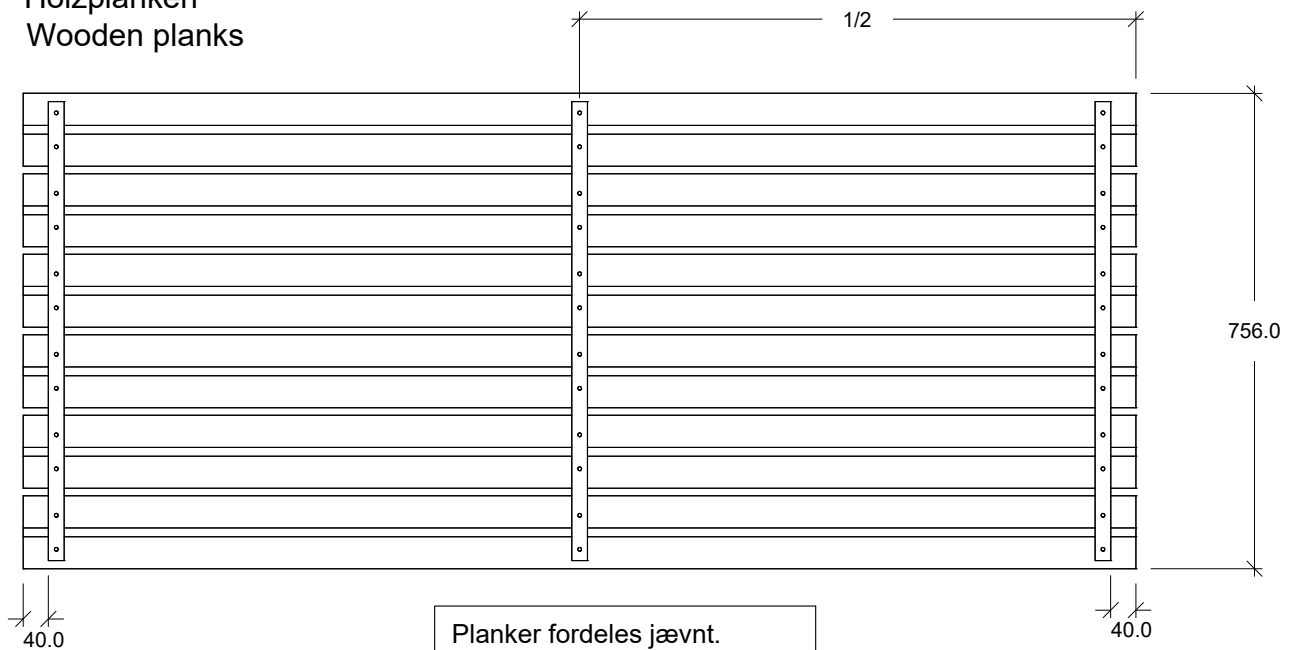 Holzplanken
Wooden planks
1/2
756.0
40.0
Planker fordeles jævnt.
40.0